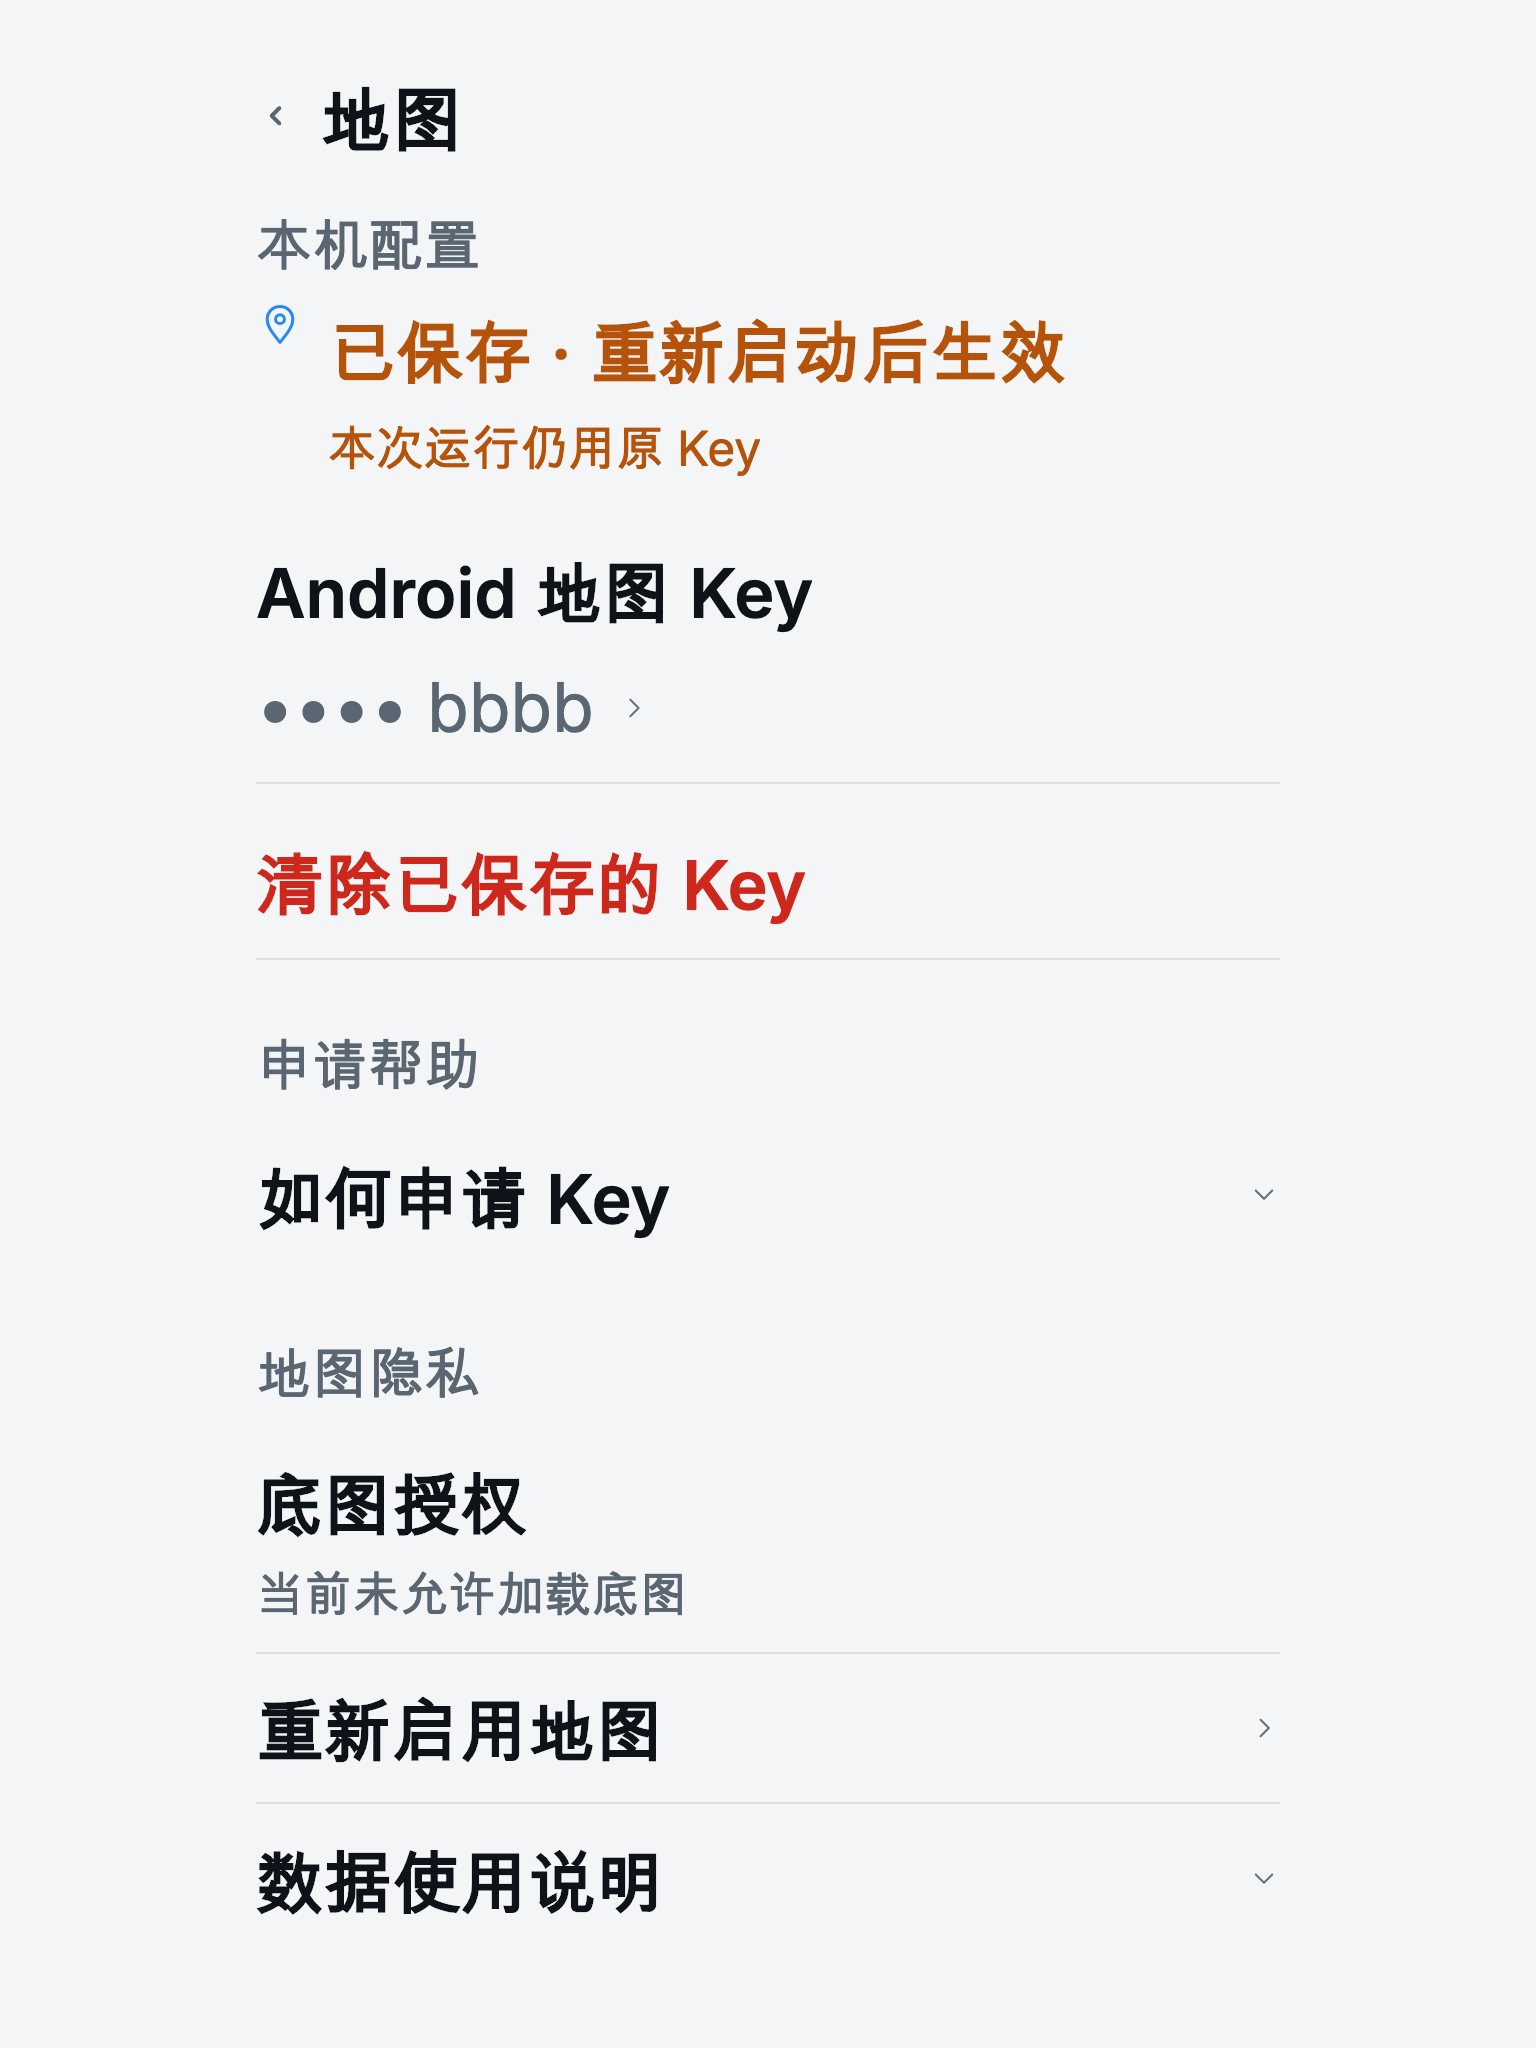 地图
本机配置
已保存 · 重新启动后生效
本次运行仍用原 Key
Android 地图 Key
•••• bbbb
清除已保存的 Key
申请帮助
如何申请 Key
地图隐私
底图授权
当前未允许加载底图
重新启用地图
数据使用说明